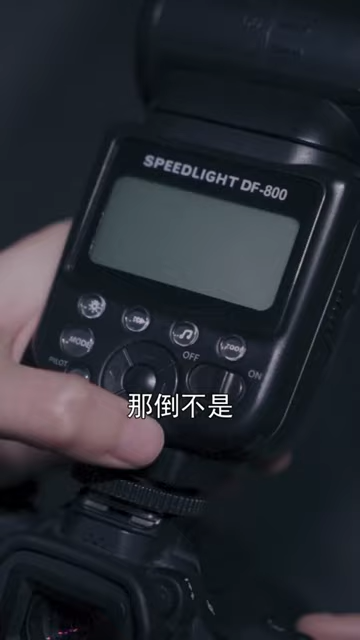 SPEEDLIGHT DF-800
MODE
ZOOM
PILOT
OFF
ON
那倒不是